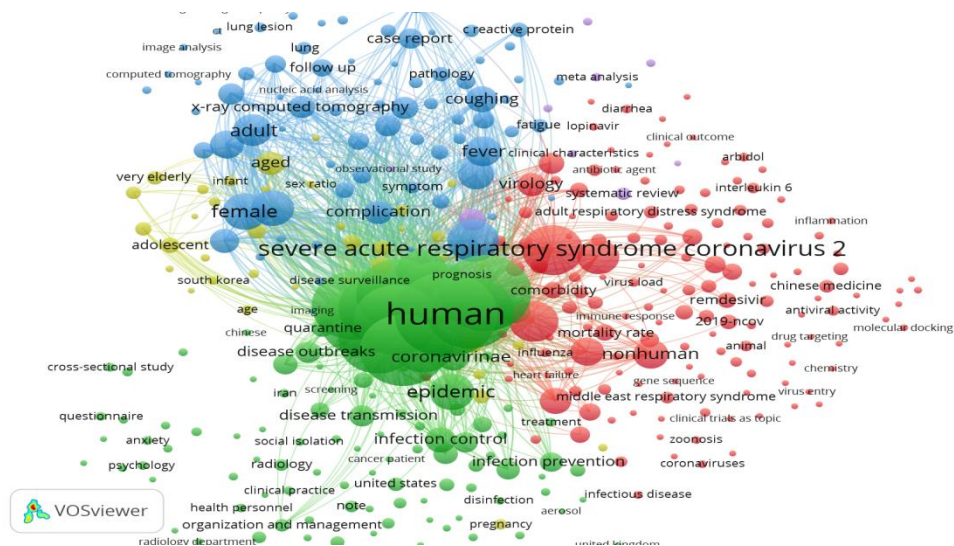 lung lesion
case report
c reactive protein
image analysis
lung
follow up
pathology
meta analysis
computed tomography
nucleic acid analysis
coughing
x-ray computed tomography
diarrhea
adult
fatigue
lopinavir
clinical outcome
fever
clinical characteristics
aged
observational study
virology
antibiotic agent
arbidol
very elderly
infant
sex ratio
symptom
systematic review
interleukin 6
female
complication
adult respiratory distress syndrome
inflammation
adolescent
severe acute respiratory syndrome coronavirus 2
south korea
disease surveillance
prognosis
comorbidity
virus load
chinese medicine
age
imaging
human
immune response
remdesivir
antiviral activity
chinese
quarantine
mortality rate
2019-ncov
molecular docking
disease outbreaks
coronavirinae
influenza
nonhuman
animal
drug targeting
cross-sectional study
heart failure
gene sequence
chemistry
iran
screening
epidemic
middle east respiratory syndrome
virus entry
questionnaire
disease transmission
treatment
clinical trials as topic
anxiety
social isolation
infection control
zoonosis
psychology
radiology
cancer patient
infection prevention
coronaviruses
clinical practice
united states
infectious disease
health personnel
note
disinfection
aerosol
organization and management
pregnancy
radiology department
united kingdom
VOSviewer